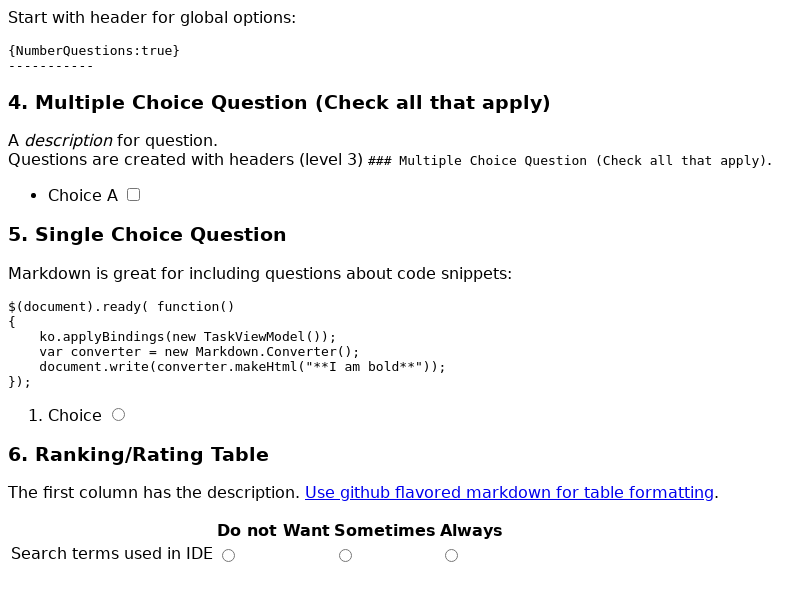 Start with header for global options:
{NumberQuestions:true}
-----------
4. Multiple Choice Question (Check all that apply)
A description for question.
Questions are created with headers (level 3) ### Multiple Choice Question (Check all that apply).
• Choice A
5. Single Choice Question
Markdown is great for including questions about code snippets:
$(document).ready( function()
{
    ko.applyBindings(new TaskViewModel());
    var converter = new Markdown.Converter();
    document.write(converter.makeHtml("**I am bold**"));
});
1. Choice
6. Ranking/Rating Table
The first column has the description. Use github flavored markdown for table formatting.
Do not Want Sometimes Always
Search terms used in IDE